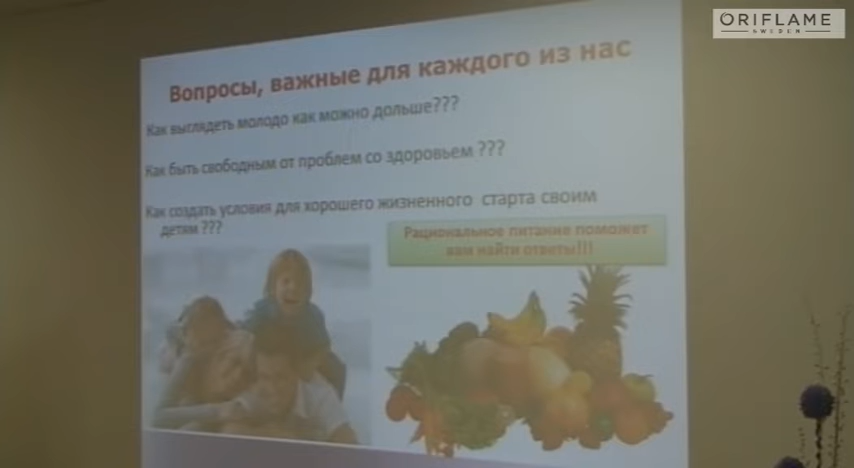 ORIFLAME
SWEDEN
Вопросы, важные для каждого из нас
Как выглядеть молодо как можно дольше???
Как быть свободным от проблем со здоровьем ???
Как создать условия для хорошего жизненного старта своим
детям ???
Рациональное питание поможет
вам найти ответы!!!